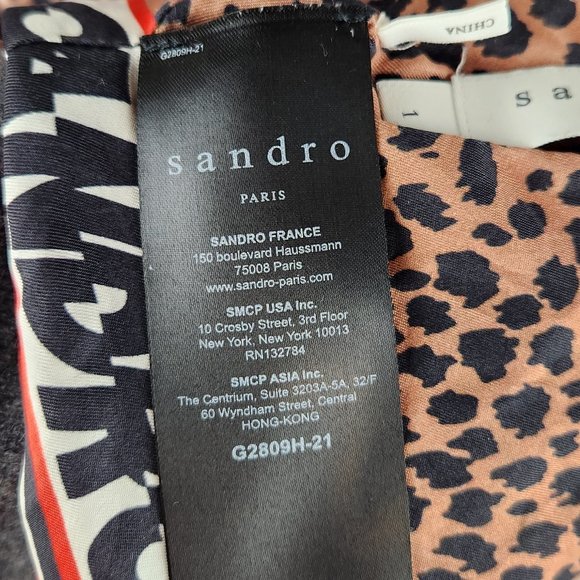 G2809H-21
sandro
PARIS
SANDRO FRANCE
150 boulevard Haussmann
75008 Paris
www.sandro-paris.com
SMCP USA Inc.
10 Crosby Street, 3rd Floor
New York, New York 10013
RN132784
SMCP ASIA Inc.
The Centrium, Suite 3203A-5A, 32/F
60 Wyndham Street, Central
HONG-KONG
G2809H-21
CHINA
sa
1